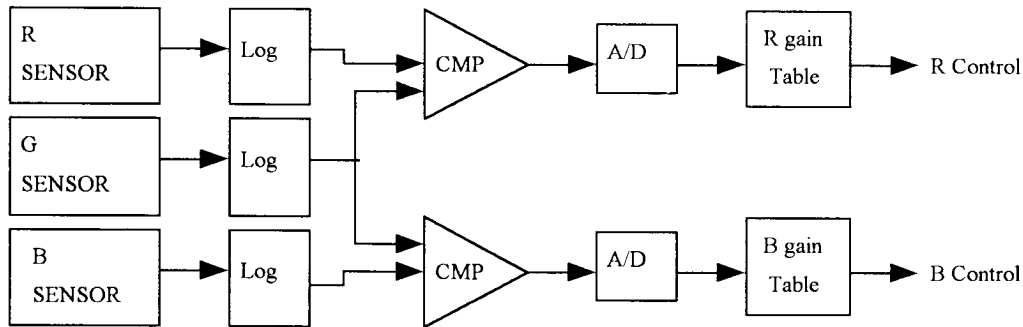 R
SENSOR
Log
CMP
A/D
R gain
Table
R Control
G
SENSOR
Log
B
SENSOR
Log
CMP
A/D
B gain
Table
B Control